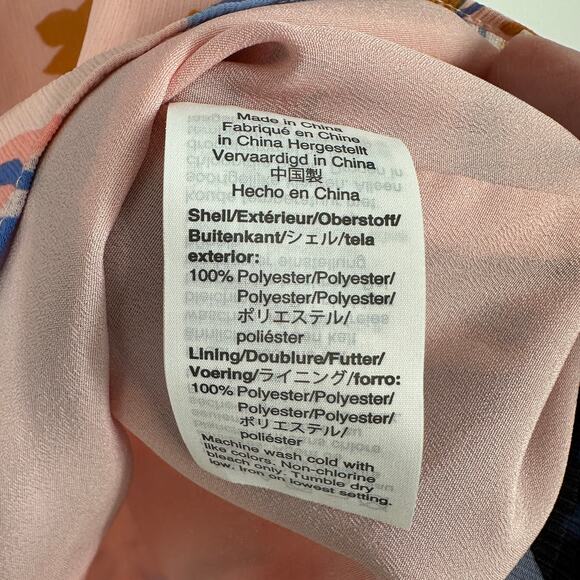 Made in China
Fabriqué en Chine
in China Hergestellt
Vervaardigd in China
中国製
Hecho en China
Shell/Extérieur/Oberstoff/
Buitenkant/シェル/tela
exterior:
100% Polyester/Polyester/
Polyester/Polyester/
ポリエステル/
poliéster
Lining/Doublure/Futter/
Voering/ライニング/forro:
100% Polyester/Polyester/
Polyester/Polyester/
ポリエステル/
poliéster
Machine wash cold with
like colors. Non-chlorine
bleach only. Tumble dry
low. Iron on lowest setting.